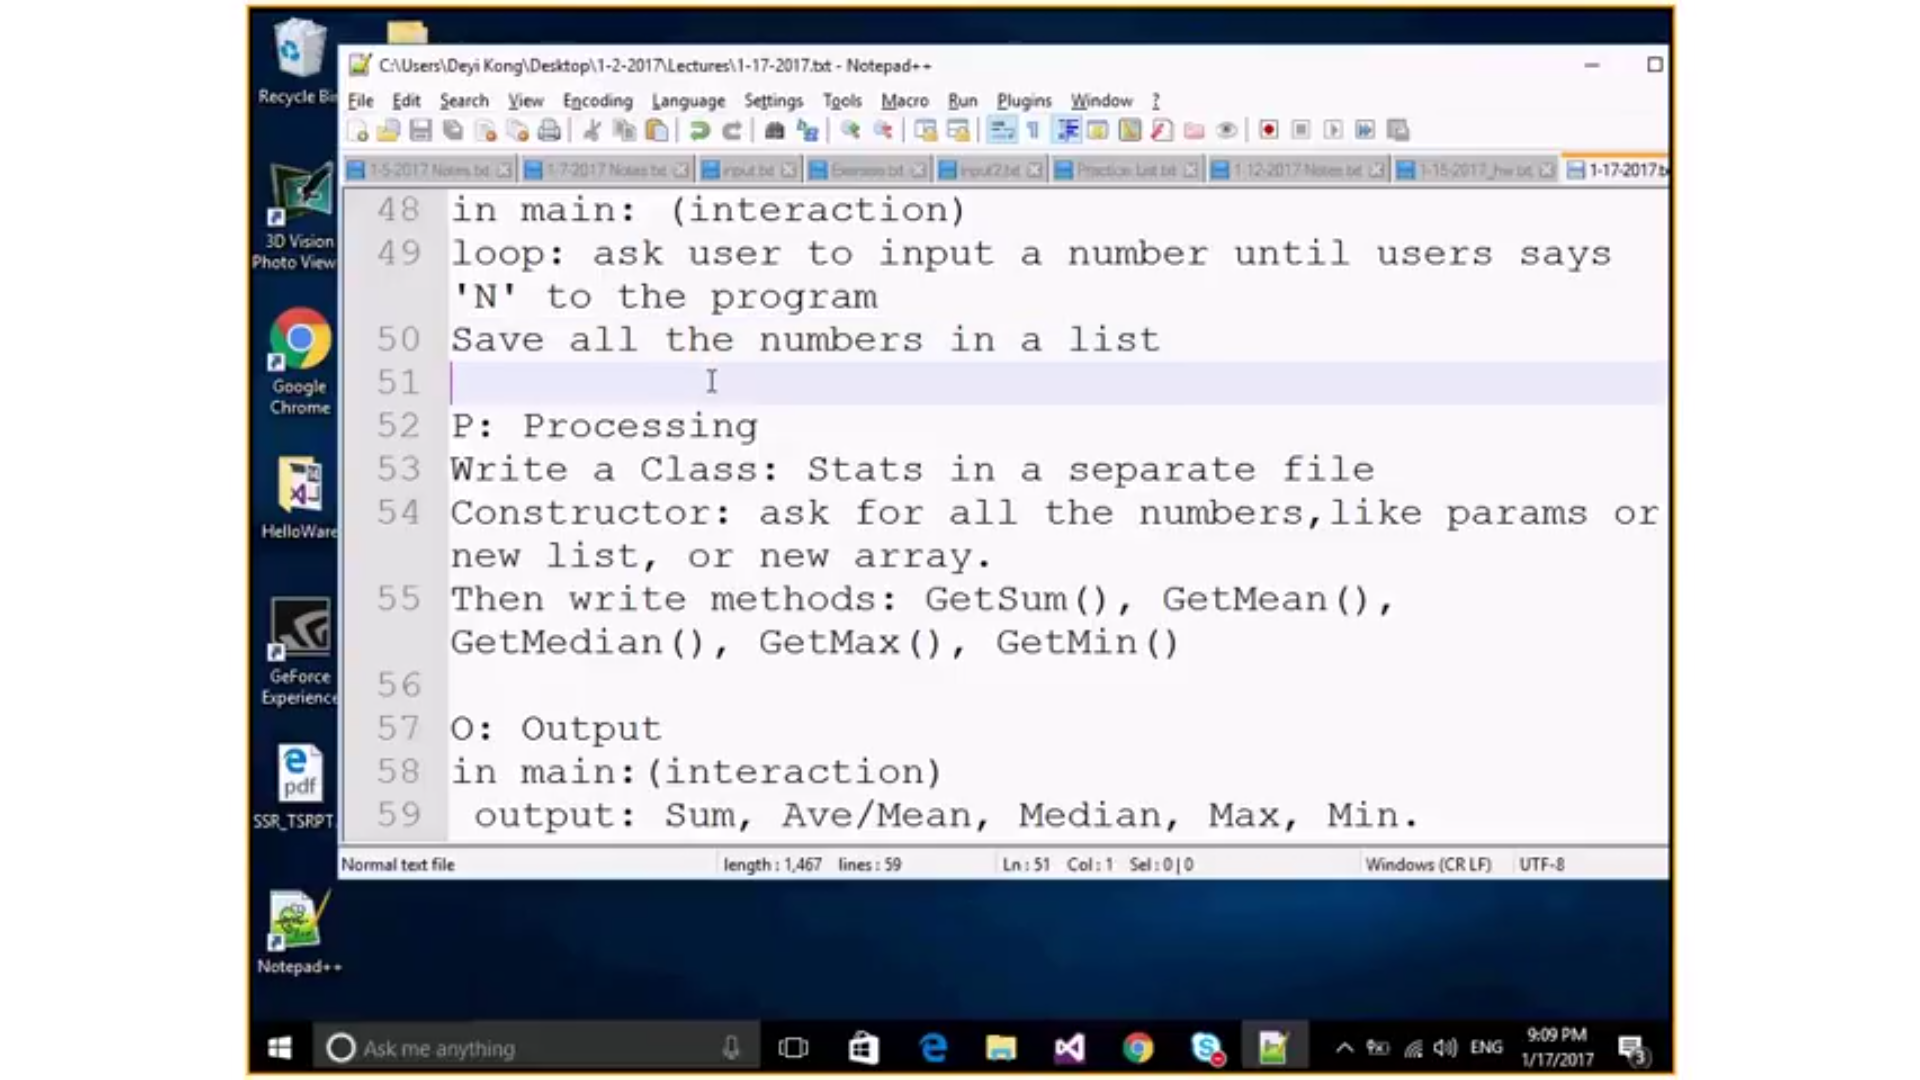 Recycle Bin
C:\Users\Deyi Kong\Desktop\1-2-2017\Lectures\1-17-2017.txt - Notepad++
File Edit Search View Encoding Language Settings Tools Macro Run Plugins Window ?
1-5-2017 Notes.txt 1-7-2017 Notes.txt input.txt Exercises.txt input2.txt Practice List.txt 1-12-2017 Notes.txt 1-15-2017_hw.txt 1-17-2017.tx
48 in main: (interaction)
49 loop: ask user to input a number until users says
'N' to the program
50 Save all the numbers in a list
51
52 P: Processing
53 Write a Class: Stats in a separate file
54 Constructor: ask for all the numbers,like params or
new list, or new array.
55 Then write methods: GetSum(), GetMean(),
GetMedian(), GetMax(), GetMin()
56
57 O: Output
58 in main:(interaction)
59 output: Sum, Ave/Mean, Median, Max, Min.
Normal text file length : 1,467 lines : 59 Ln : 51 Col : 1 Sel : 0 | 0 Windows (CR LF) UTF-8
3D Vision
Photo View
Google
Chrome
HelloWare
GeForce
Experience
pdf
SSR_TSRPT
Notepad++
Ask me anything
ENG
9:09 PM
1/17/2017
3